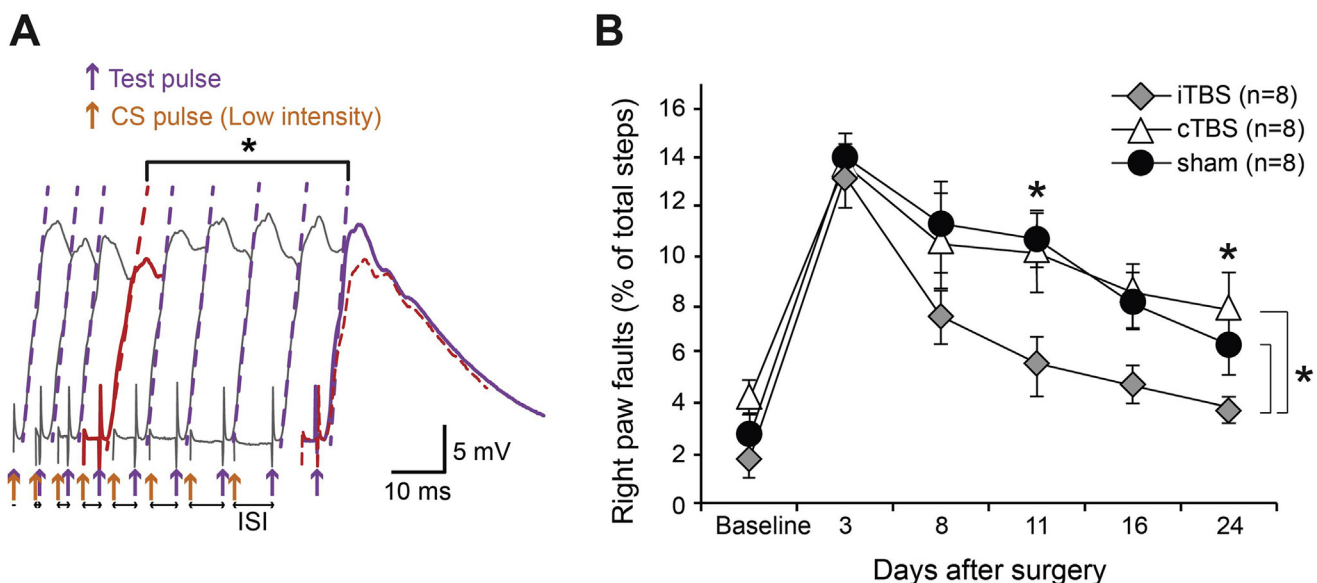 A
Test pulse
CS pulse (Low intensity)
*
5 mV
10 ms
ISI
B
Right paw faults (% of total steps)
16
14
12
10
8
6
4
2
0
iTBS (n=8)
cTBS (n=8)
sham (n=8)
*
*
*
Baseline 3 8 11 16 24
Days after surgery